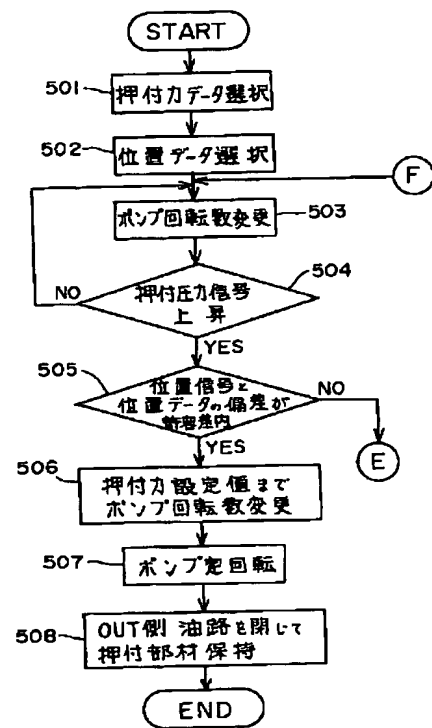 START
501
押付力データ選択
502
位置データ選択
F
ポンプ回転数変更
503
504
押付圧力信号
上昇
NO
YES
505
位置信号と
位置データの偏差が
許容差内
NO
YES
E
506
押付力設定値まで
ポンプ回転数変更
507
ポンプ定回転
508
OUT側 油路を閉じて
押付部材保持
END